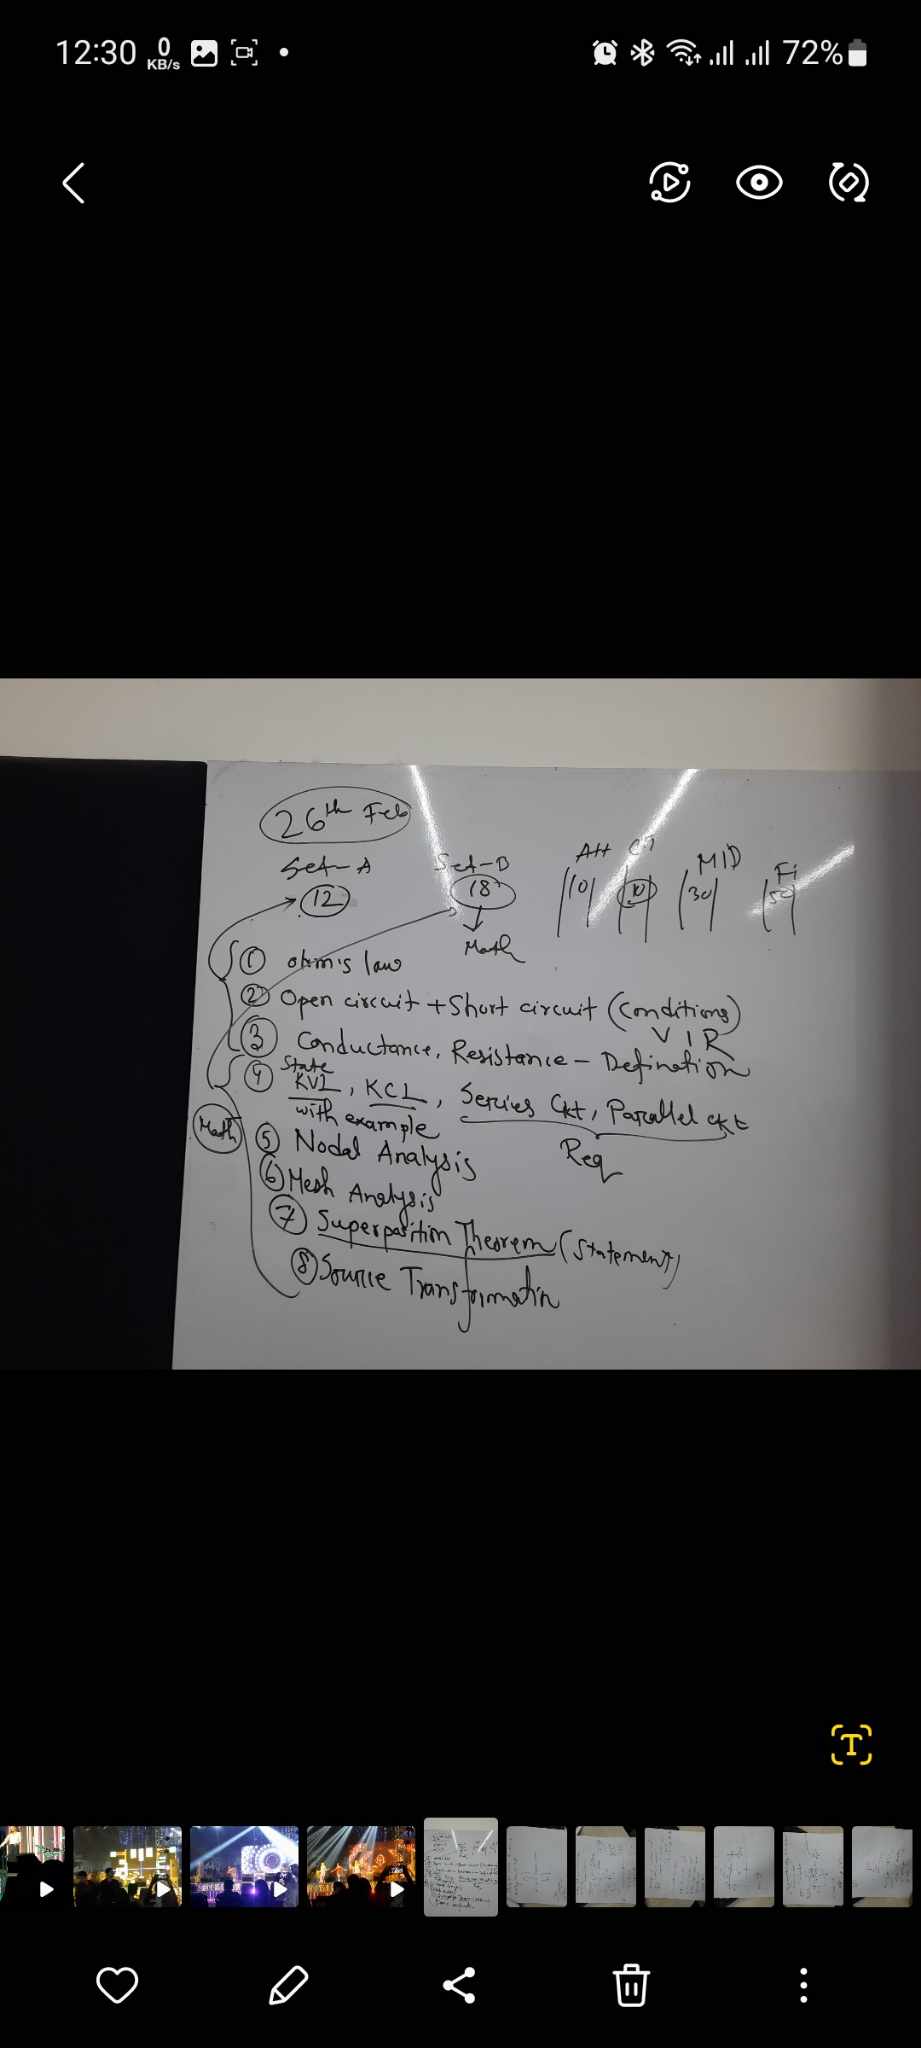 12:30 0 KB/s 72%
26th Feb
Set-A Set-B Att CT MID Fi
12 18 10 10 30 50
Math
① ohm's law
② Open circuit + Short circuit (Conditions)
V I R
③ Conductance, Resistance - Defination
④ State KVL, KCL, Series Ckt, Parallel ckt
with example
Req
Math
⑤ Nodal Analysis
⑥ Mesh Analysis
⑦ Superposition Theorem (Statement)
⑧ Source Transformation
T